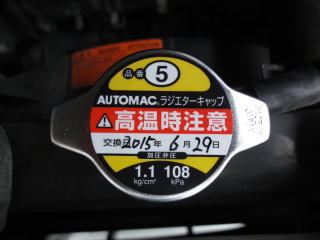 品番 5
AUTOMAC. ラジエターキャップ
高温時注意
交換日2015年 6月29日
加圧弁圧
1.1 108
kg/cm² kPa